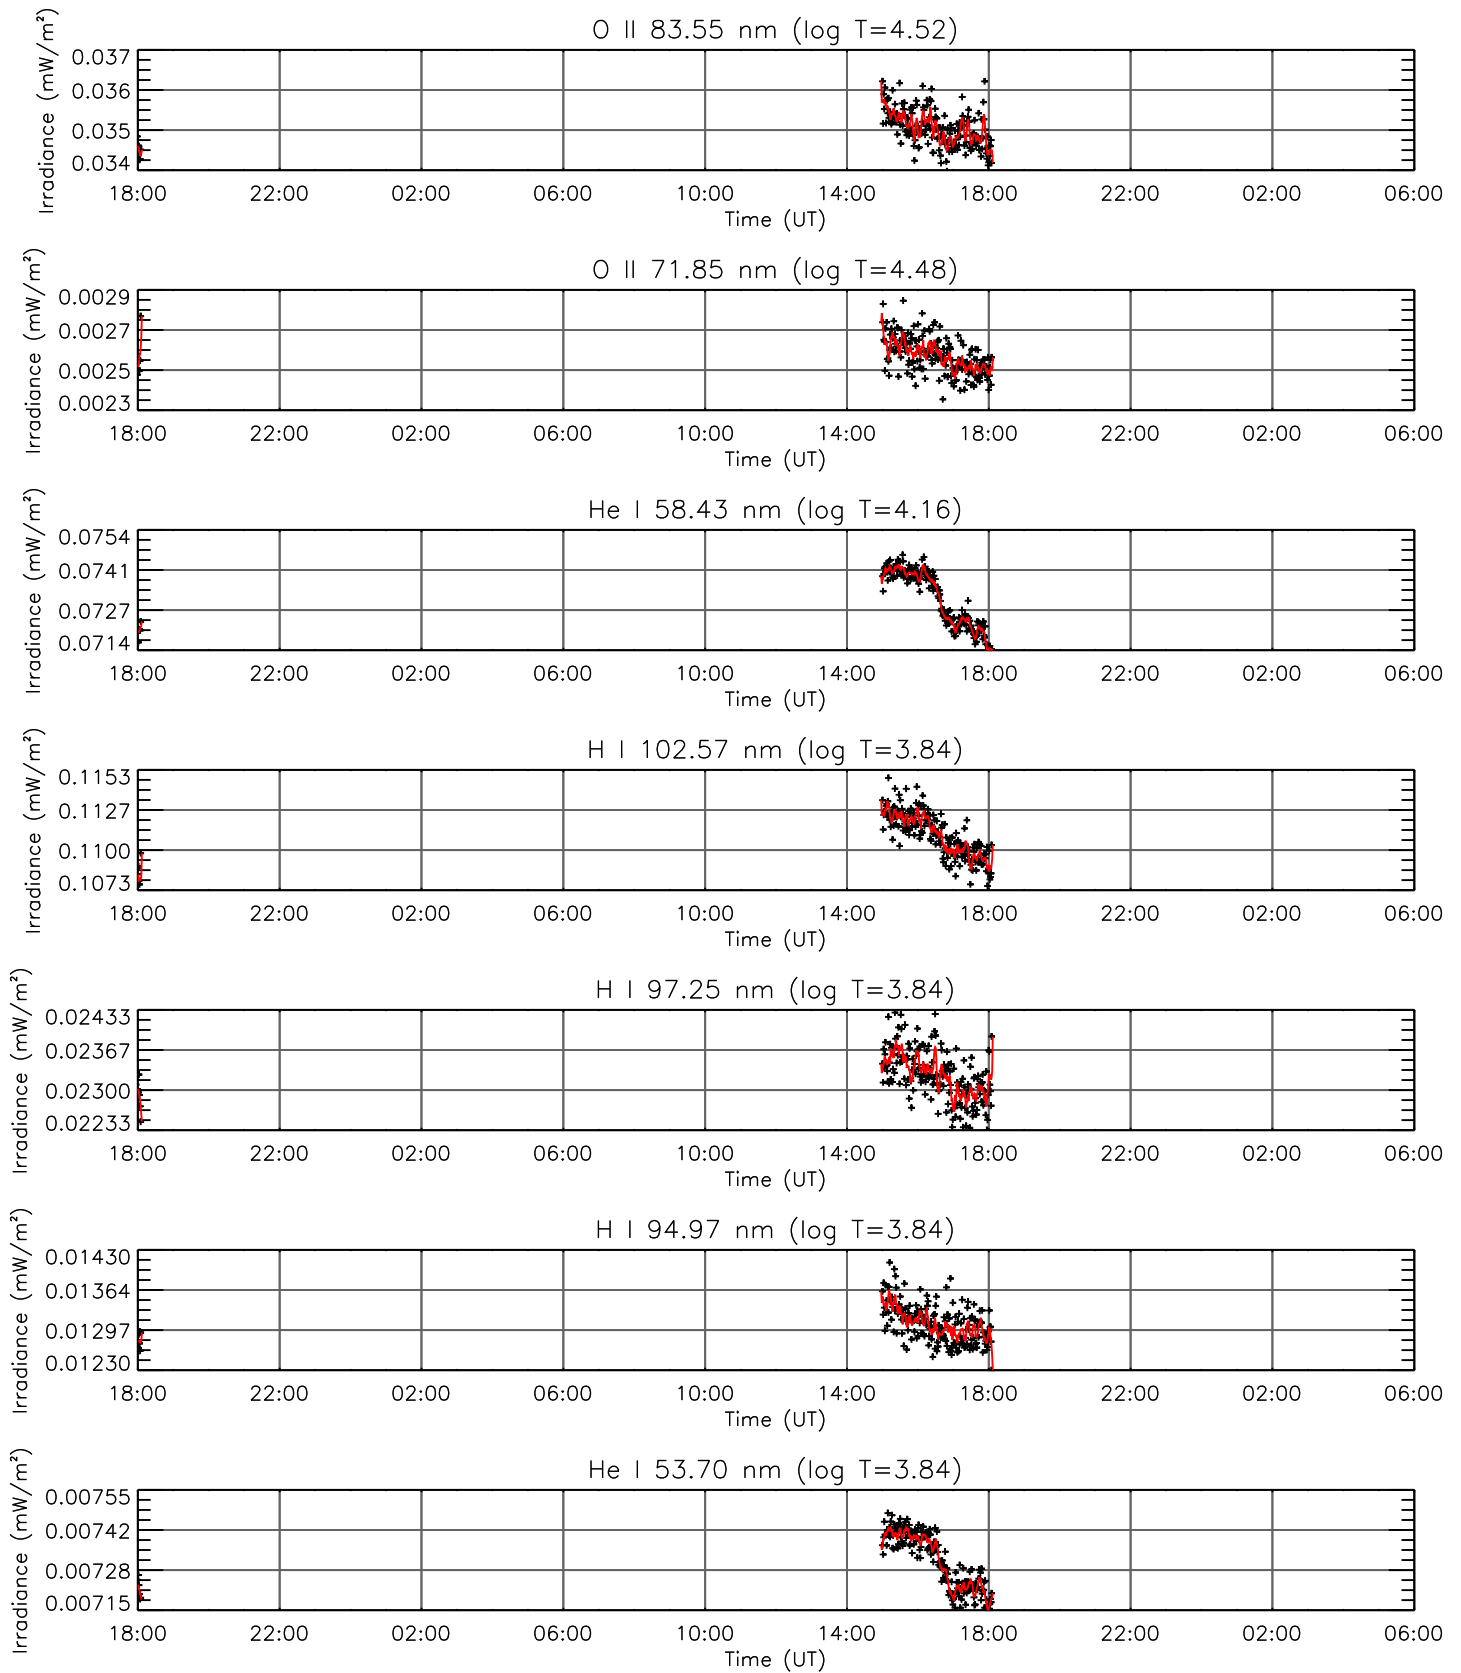 O II 83.55 nm (log T=4.52)
Irradiance (mW/m²)
0.037
0.036
0.035
0.034
18:00 22:00 02:00 06:00 10:00 14:00 18:00 22:00 02:00 06:00
Time (UT)
O II 71.85 nm (log T=4.48)
Irradiance (mW/m²)
0.0029
0.0027
0.0025
0.0023
18:00 22:00 02:00 06:00 10:00 14:00 18:00 22:00 02:00 06:00
Time (UT)
He I 58.43 nm (log T=4.16)
Irradiance (mW/m²)
0.0754
0.0741
0.0727
0.0714
18:00 22:00 02:00 06:00 10:00 14:00 18:00 22:00 02:00 06:00
Time (UT)
H I 102.57 nm (log T=3.84)
Irradiance (mW/m²)
0.1153
0.1127
0.1100
0.1073
18:00 22:00 02:00 06:00 10:00 14:00 18:00 22:00 02:00 06:00
Time (UT)
H I 97.25 nm (log T=3.84)
Irradiance (mW/m²)
0.02433
0.02367
0.02300
0.02233
18:00 22:00 02:00 06:00 10:00 14:00 18:00 22:00 02:00 06:00
Time (UT)
H I 94.97 nm (log T=3.84)
Irradiance (mW/m²)
0.01430
0.01364
0.01297
0.01230
18:00 22:00 02:00 06:00 10:00 14:00 18:00 22:00 02:00 06:00
Time (UT)
He I 53.70 nm (log T=3.84)
Irradiance (mW/m²)
0.00755
0.00742
0.00728
0.00715
18:00 22:00 02:00 06:00 10:00 14:00 18:00 22:00 02:00 06:00
Time (UT)